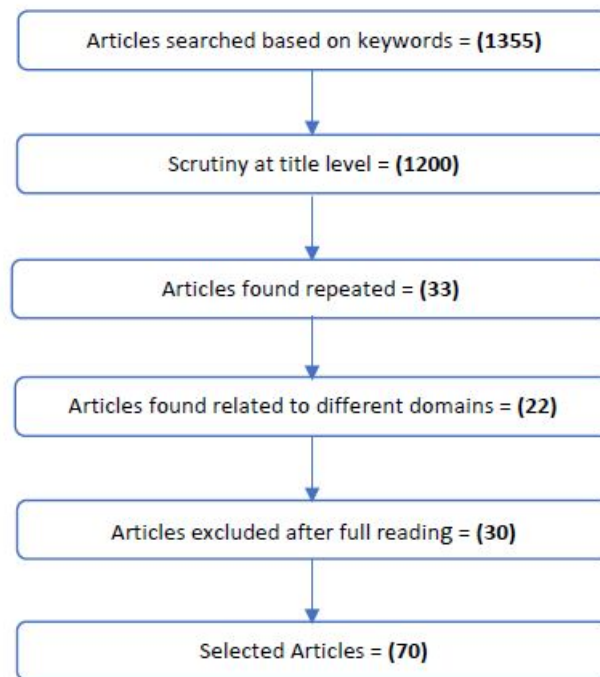 Articles searched based on keywords = (1355)
Scrutiny at title level = (1200)
Articles found repeated = (33)
Articles found related to different domains = (22)
Articles excluded after full reading = (30)
Selected Articles = (70)